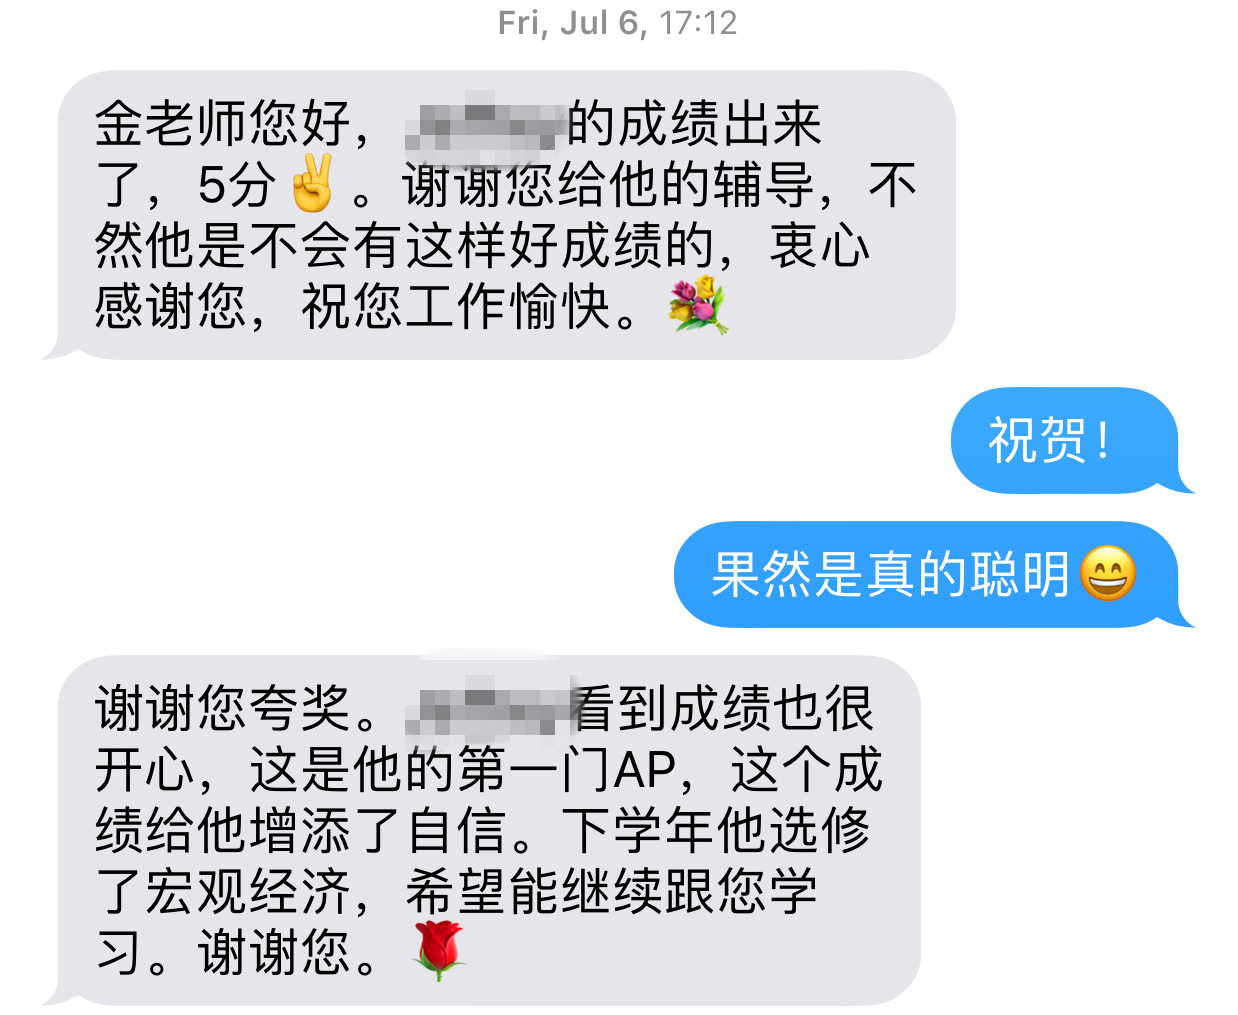 Fri, Jul 6, 17:12
金老师您好，的成绩出来
了，5分✌️。谢谢您给他的辅导，不
然他是不会有这样好成绩的，衷心
感谢您，祝您工作愉快。💐
祝贺！
果然是真的聪明😄
谢谢您夸奖。看到成绩也很
开心，这是他的第一门AP，这个成
绩给他增添了自信。下学年他选修
了宏观经济，希望能继续跟您学
习。谢谢您。🌹